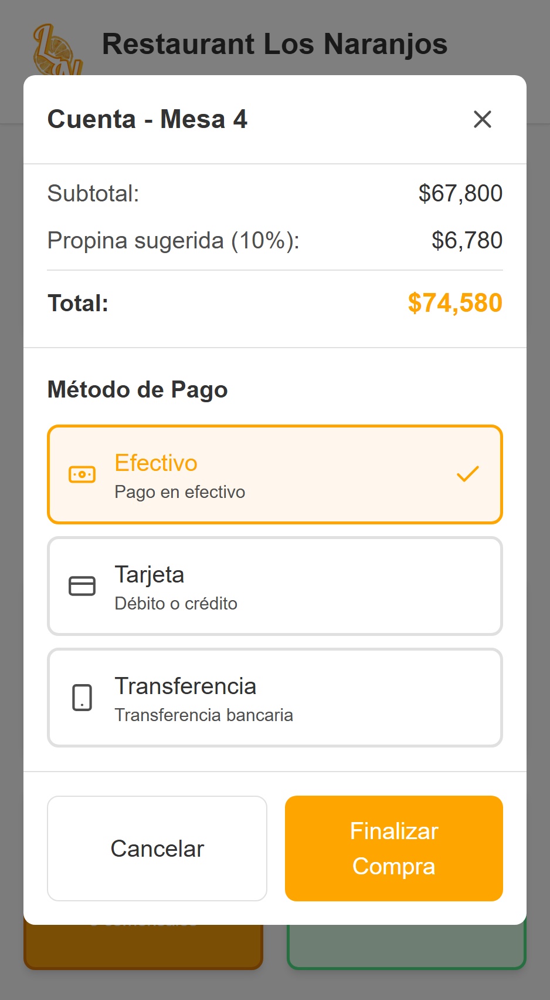 LN
Restaurant Los Naranjos
Cuenta - Mesa 4
Subtotal: $67,800
Propina sugerida (10%): $6,780
Total: $74,580
Método de Pago
Efectivo
Pago en efectivo
Tarjeta
Débito o crédito
Transferencia
Transferencia bancaria
Cancelar
Finalizar
Compra